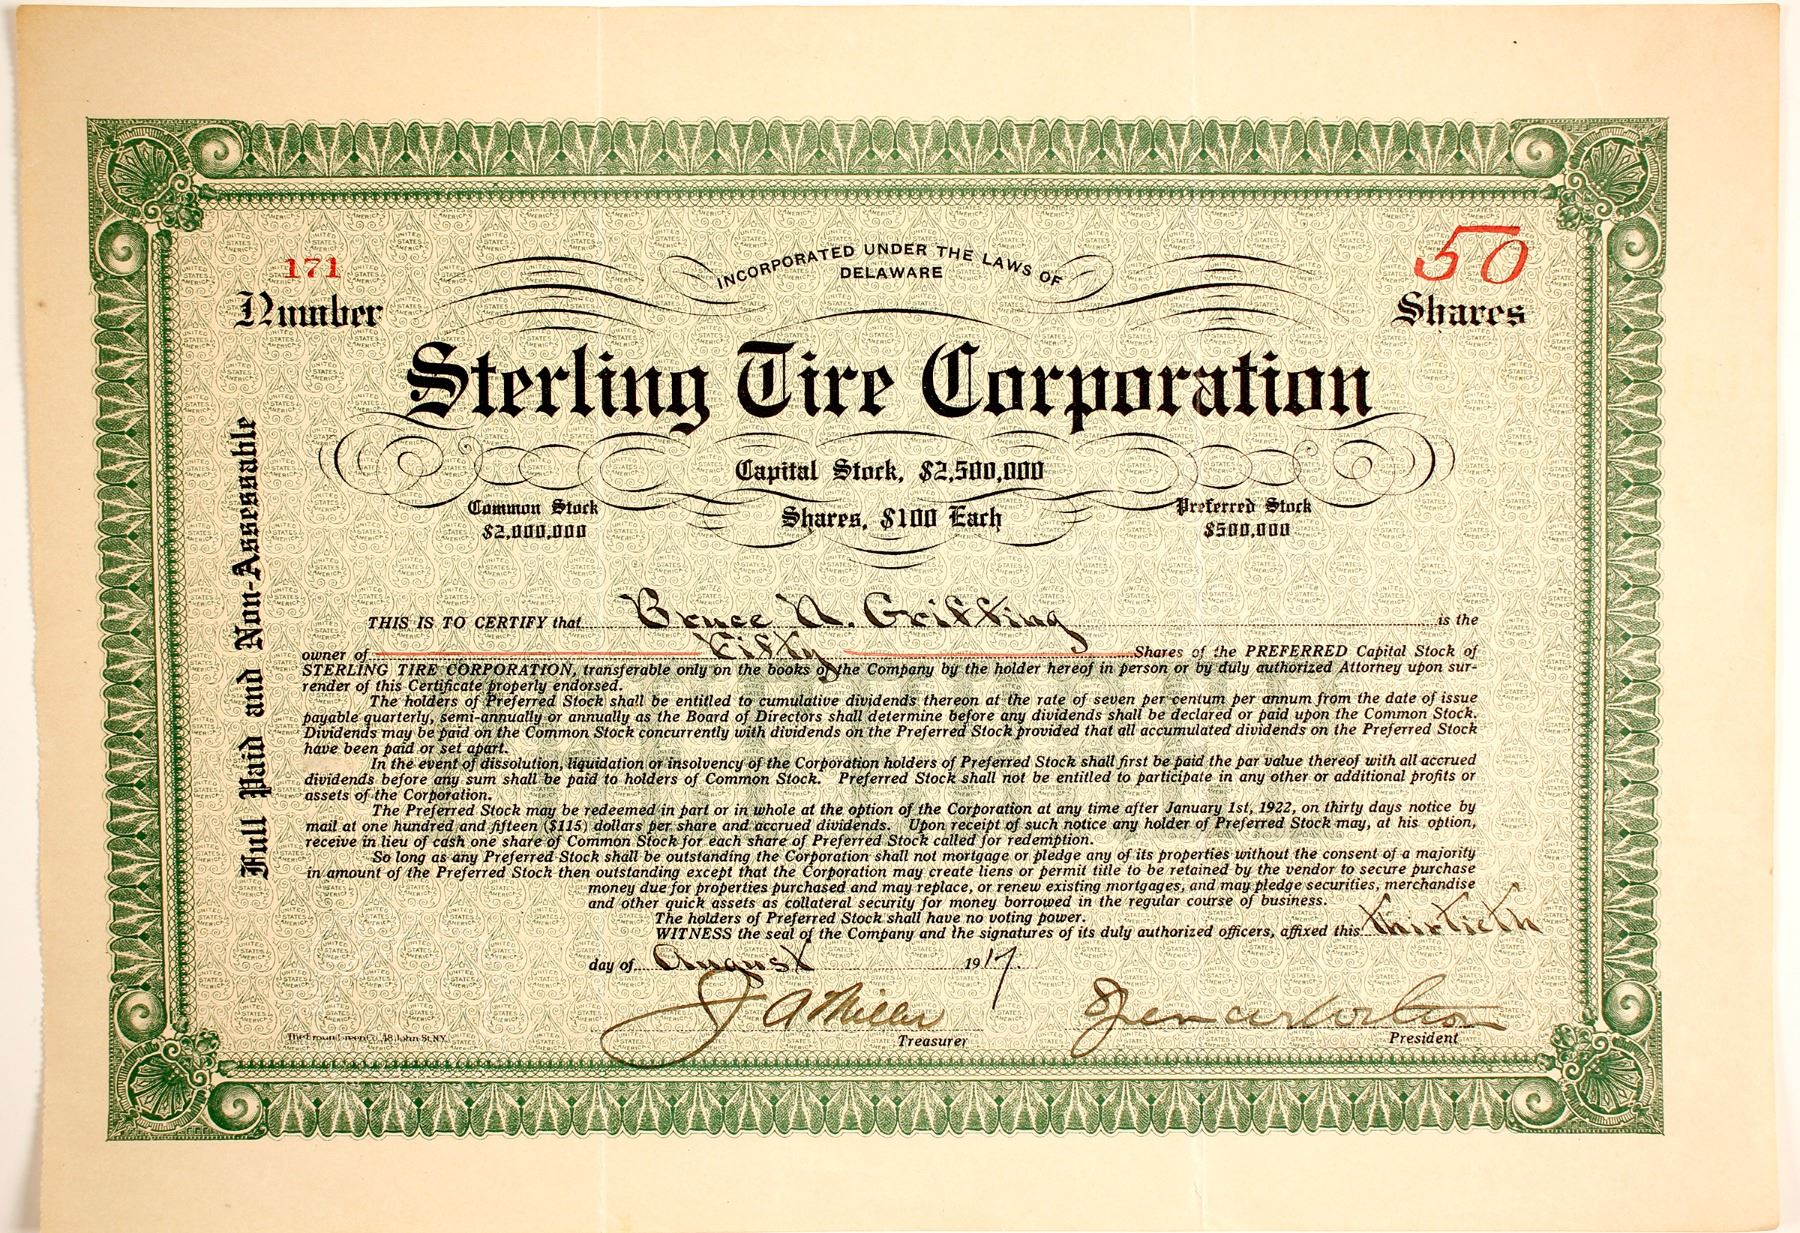 171
Number
50
Shares
INCORPORATED UNDER THE LAWS OF
DELAWARE
Sterling Tire Corporation
Capital Stock, $2,500,000
Common Stock
$2,000,000
Shares, $100 Each
Preferred Stock
$500,000
Full Paid and Non-Assessable
THIS IS TO CERTIFY that Bruce N. Griffing is the
owner of Fifty Shares of the PREFERRED Capital Stock of
STERLING TIRE CORPORATION, transferable only on the books of the Company by the holder hereof in person or by duly authorized Attorney upon sur-
render of this Certificate properly endorsed.
The holders of Preferred Stock shall be entitled to cumulative dividends thereon at the rate of seven per centum per annum from the date of issue
payable quarterly, semi-annually or annually as the Board of Directors shall determine before any dividends shall be declared or paid upon the Common Stock.
Dividends may be paid on the Common Stock concurrently with dividends on the Preferred Stock provided that all accumulated dividends on the Preferred Stock
have been paid or set apart.
In the event of dissolution, liquidation or insolvency of the Corporation holders of Preferred Stock shall first be paid the par value thereof with all accrued
dividends before any sum shall be paid to holders of Common Stock. Preferred Stock shall not be entitled to participate in any other or additional profits or
assets of the Corporation.
The Preferred Stock may be redeemed in part or in whole at the option of the Corporation at any time after January 1st, 1922, on thirty days notice by
mail at one hundred and fifteen ($115) dollars per share and accrued dividends. Upon receipt of such notice any holder of Preferred Stock may, at his option,
receive in lieu of cash one share of Common Stock for each share of Preferred Stock called for redemption.
So long as any Preferred Stock shall be outstanding the Corporation shall not mortgage or pledge any of its properties without the consent of a majority
in amount of the Preferred Stock then outstanding except that the Corporation may create liens or permit title to be retained by the vendor to secure purchase
money due for properties purchased and may replace, or renew existing mortgages, and may pledge securities, merchandise
and other quick assets as collateral security for money borrowed in the regular course of business.
The holders of Preferred Stock shall have no voting power.
WITNESS the seal of the Company and the signatures of its duly authorized officers, affixed this thirtieth
day of August 1917.
J A Miller
Treasurer
President
48 John St. N.Y.